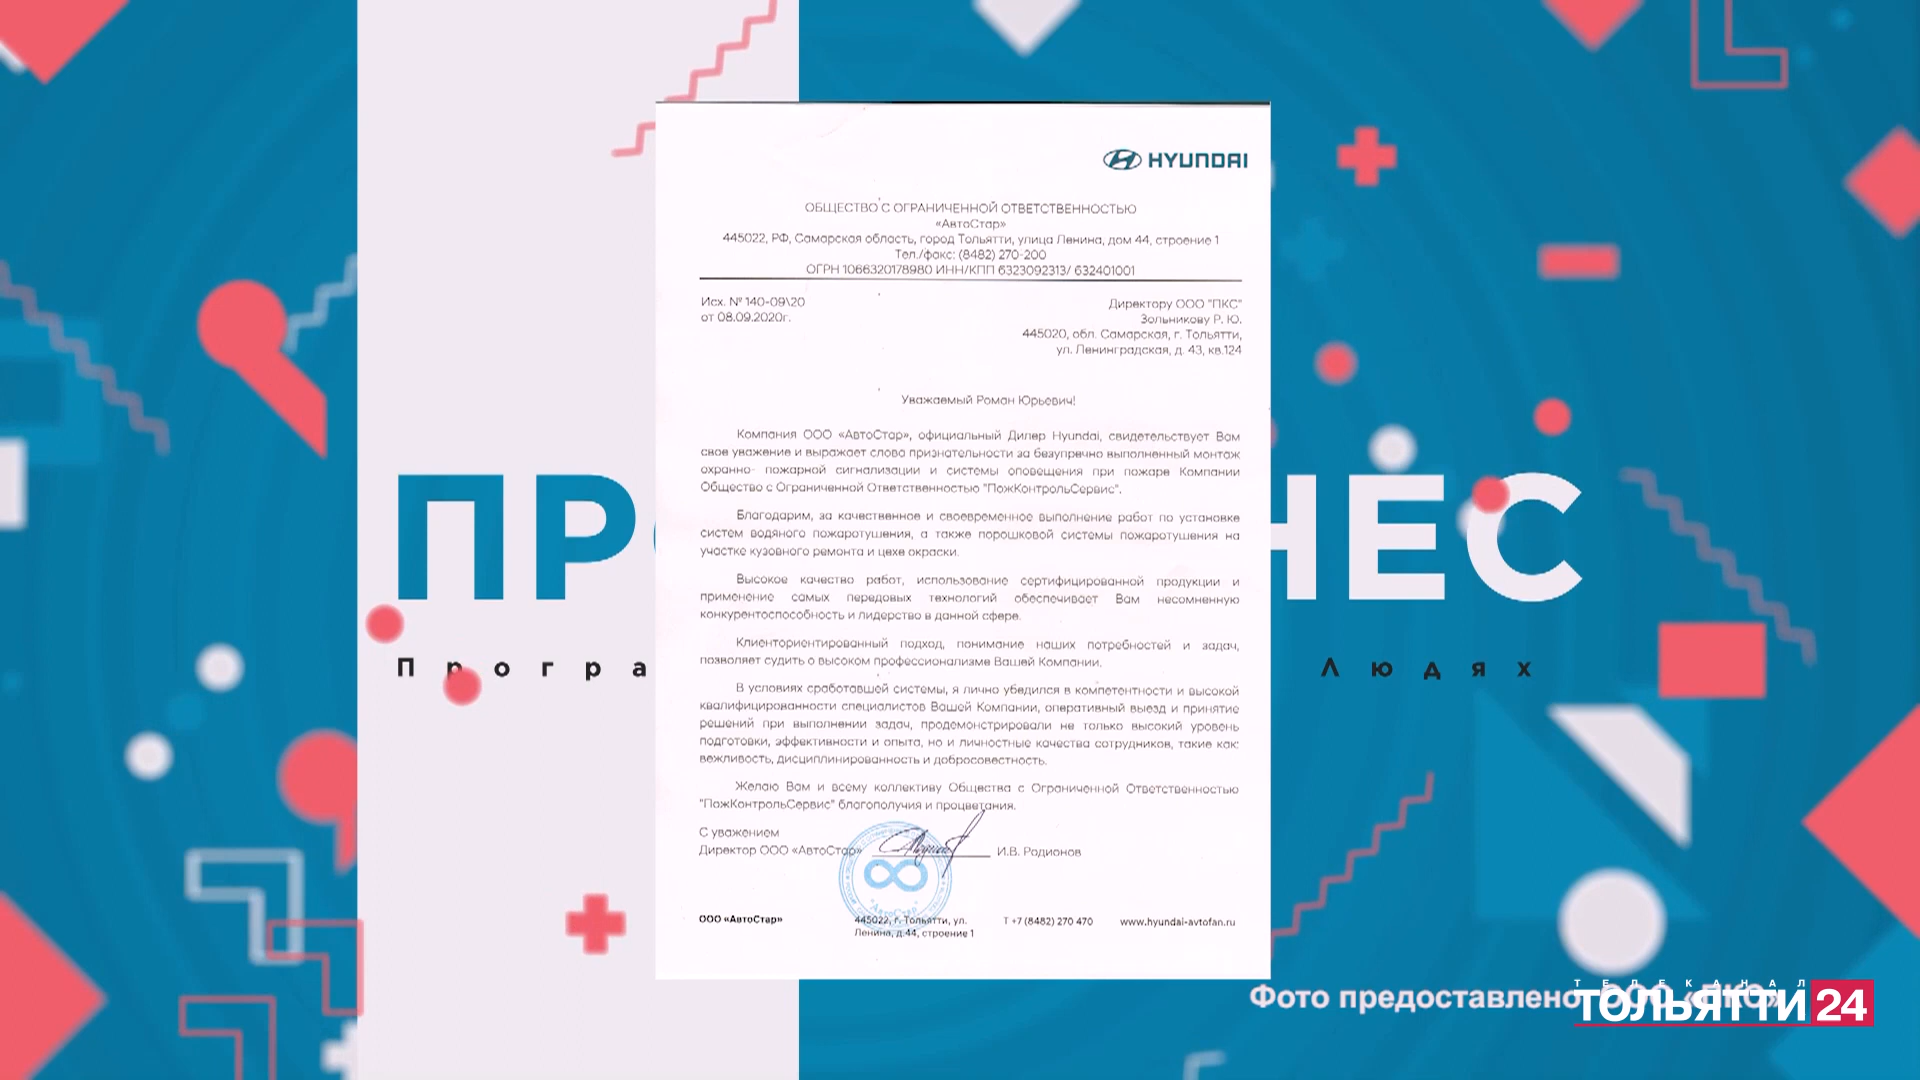 HYUNDAI
ОБЩЕСТВО С ОГРАНИЧЕННОЙ ОТВЕТСТВЕННОСТЬЮ
«АвтоСтар»
445022, РФ, Самарская область, город Тольятти, улица Ленина, дом 44, строение 1
Тел./факс: (8482) 270-200
ОГРН 1066320178980 ИНН/КПП 6323092313/ 632401001
Исх. № 140-09\20
от 08.09.2020г.
Директору ООО "ПКС"
Зольникову Р. Ю.
445020, обл. Самарская, г. Тольятти,
ул. Ленинградская, д. 43, кв.124
Уважаемый Роман Юрьевич!
Компания ООО «АвтоСтар», официальный Дилер Hyundai, свидетельствует Вам
свое уважение и выражает слова признательности за безупречно выполненный монтаж
охранно- пожарной сигнализации и системы оповещения при пожаре Компании
Общество с Ограниченной Ответственностью "ПожКонтрольСервис".
Благодарим, за качественное и своевременное выполнение работ по установке
систем водяного пожаротушения, а также порошковой системы пожаротушения на
участке кузовного ремонта и цехе окраски.
Высокое качество работ, использование сертифицированной продукции и
применение самых передовых технологий обеспечивает Вам несомненную
конкурентоспособность и лидерство в данной сфере.
Клиенториентированный подход, понимание наших потребностей и задач,
позволяет судить о высоком профессионализме Вашей Компании.
В условиях сработавшей системы, я лично убедился в компетентности и высокой
квалифицированности специалистов Вашей Компании, оперативный выезд и принятие
решений при выполнении задач, продемонстрировали не только высокий уровень
подготовки, эффективности и опыта, но и личностные качества сотрудников, такие как:
вежливость, дисциплинированность и добросовестность.
Желаю Вам и всему коллективу Общества с Ограниченной Ответственностью
"ПожКонтрольСервис" благополучия и процветания.
С уважением
Директор ООО «АвтоСтар» И.В. Родионов
"АвтоСтар"
ООО «АвтоСтар» 445022, г. Тольятти, ул. Т +7 (8482) 270 470 www.hyundai-avtofan.ru
Ленина, д.44, строение 1
ПР НЕС
Програ Людях
Фото предоставлено ООО «ПКС»
ТЕЛЕКАНАЛ
ТОЛЬЯТТИ 24